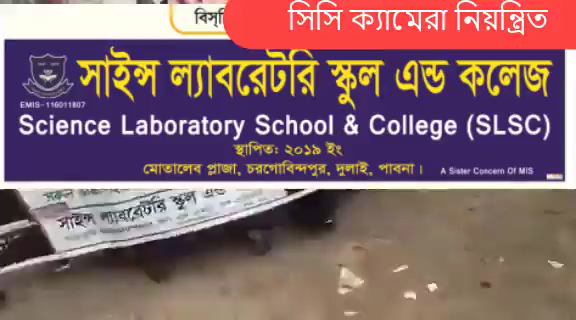 সিসি ক্যামেরা নিয়ন্ত্রিত
সাইন্স ল্যাবরেটরি স্কুল এন্ড কলেজ
EMIS-116011807
Science Laboratory School & College (SLSC)
স্থাপিত: ২০১৯ ইং
মোতালেব প্লাজা, চরগোবিন্দপুর, দুলাই, পাবনা।
A Sister Concern Of MIS
সাইন্স ল্যাবরেটরি স্কুল এন্ড